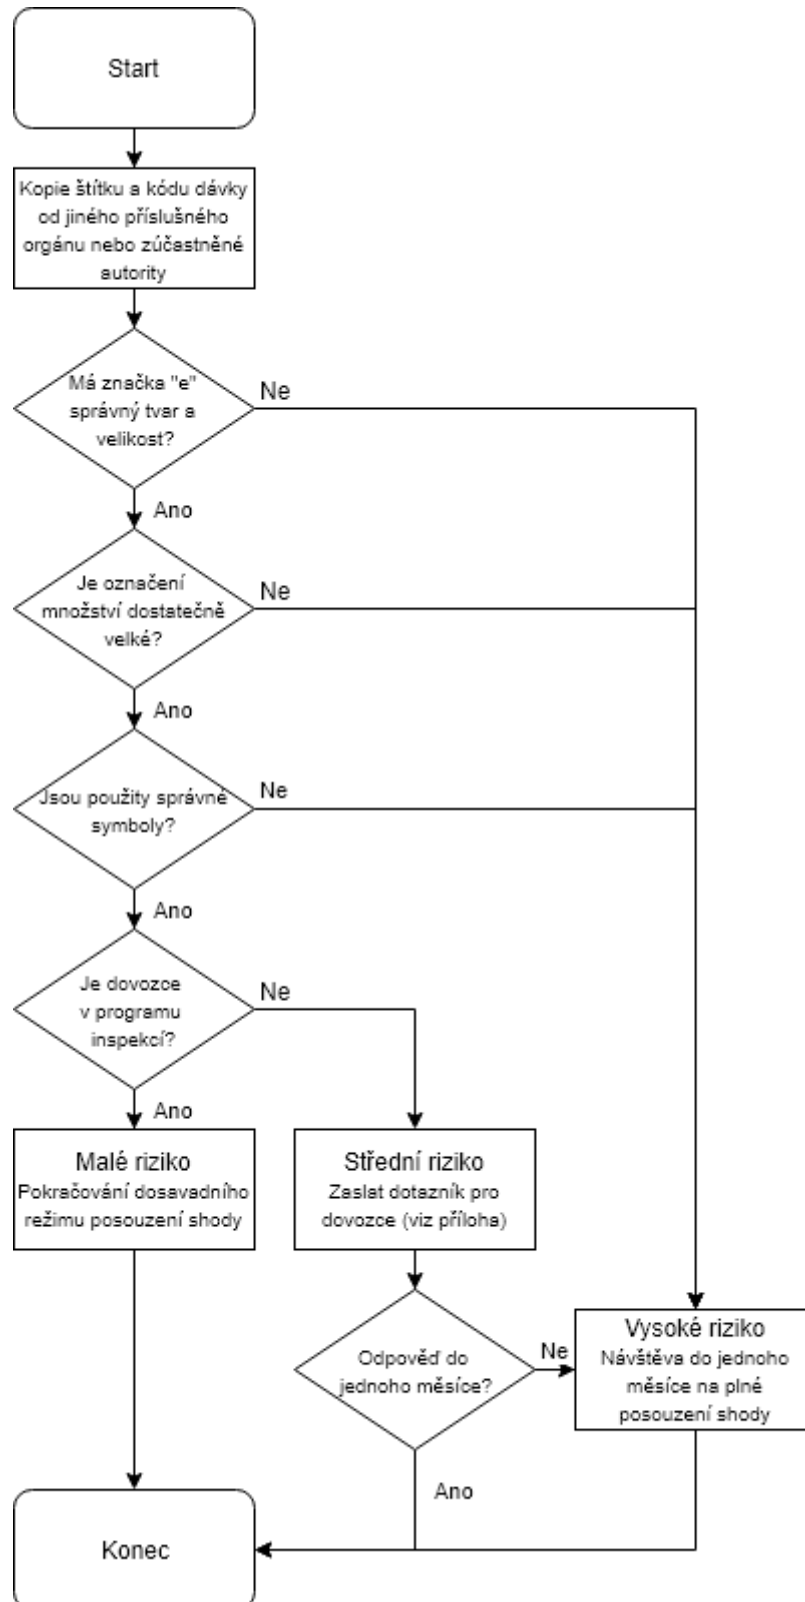 Start
Kopie štítku a kódu dávky
od jiného příslušného
orgánu nebo zúčastněné
autority
Má značka "e"
správný tvar a
velikost?
Ne
Ano
Je označení
množství dostatečně
velké?
Ne
Ano
Jsou použity správné
symboly?
Ne
Ano
Je dovozce
v programu
inspekcí?
Ne
Ano
Malé riziko
Pokračování dosavadního
režimu posouzení shody
Střední riziko
Zaslat dotazník pro
dovozce (viz příloha)
Odpověď do
jednoho měsíce?
Ne
Ano
Vysoké riziko
Návštěva do jednoho
měsíce na plné
posouzení shody
Konec